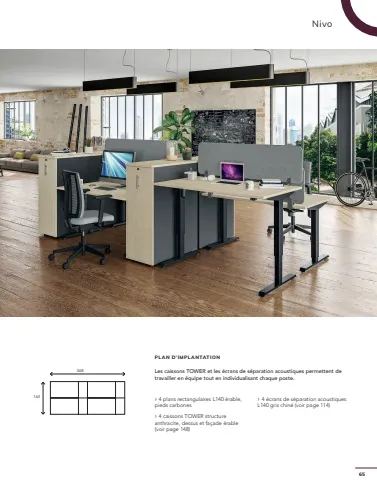 Nivo
PLAN D'IMPLANTATION
Les caissons TOWER et les écrans de séparation acoustiques permettent de
travailler en équipe tout en individualisant chaque poste.
› 4 plans rectangulaires L140 érable,
pieds carbones
› 4 caissons TOWER structure
anthracite, dessus et façade érable
(voir page 148)
› 4 écrans de séparation acoustiques
L140 gris chiné (voir page 114)
65